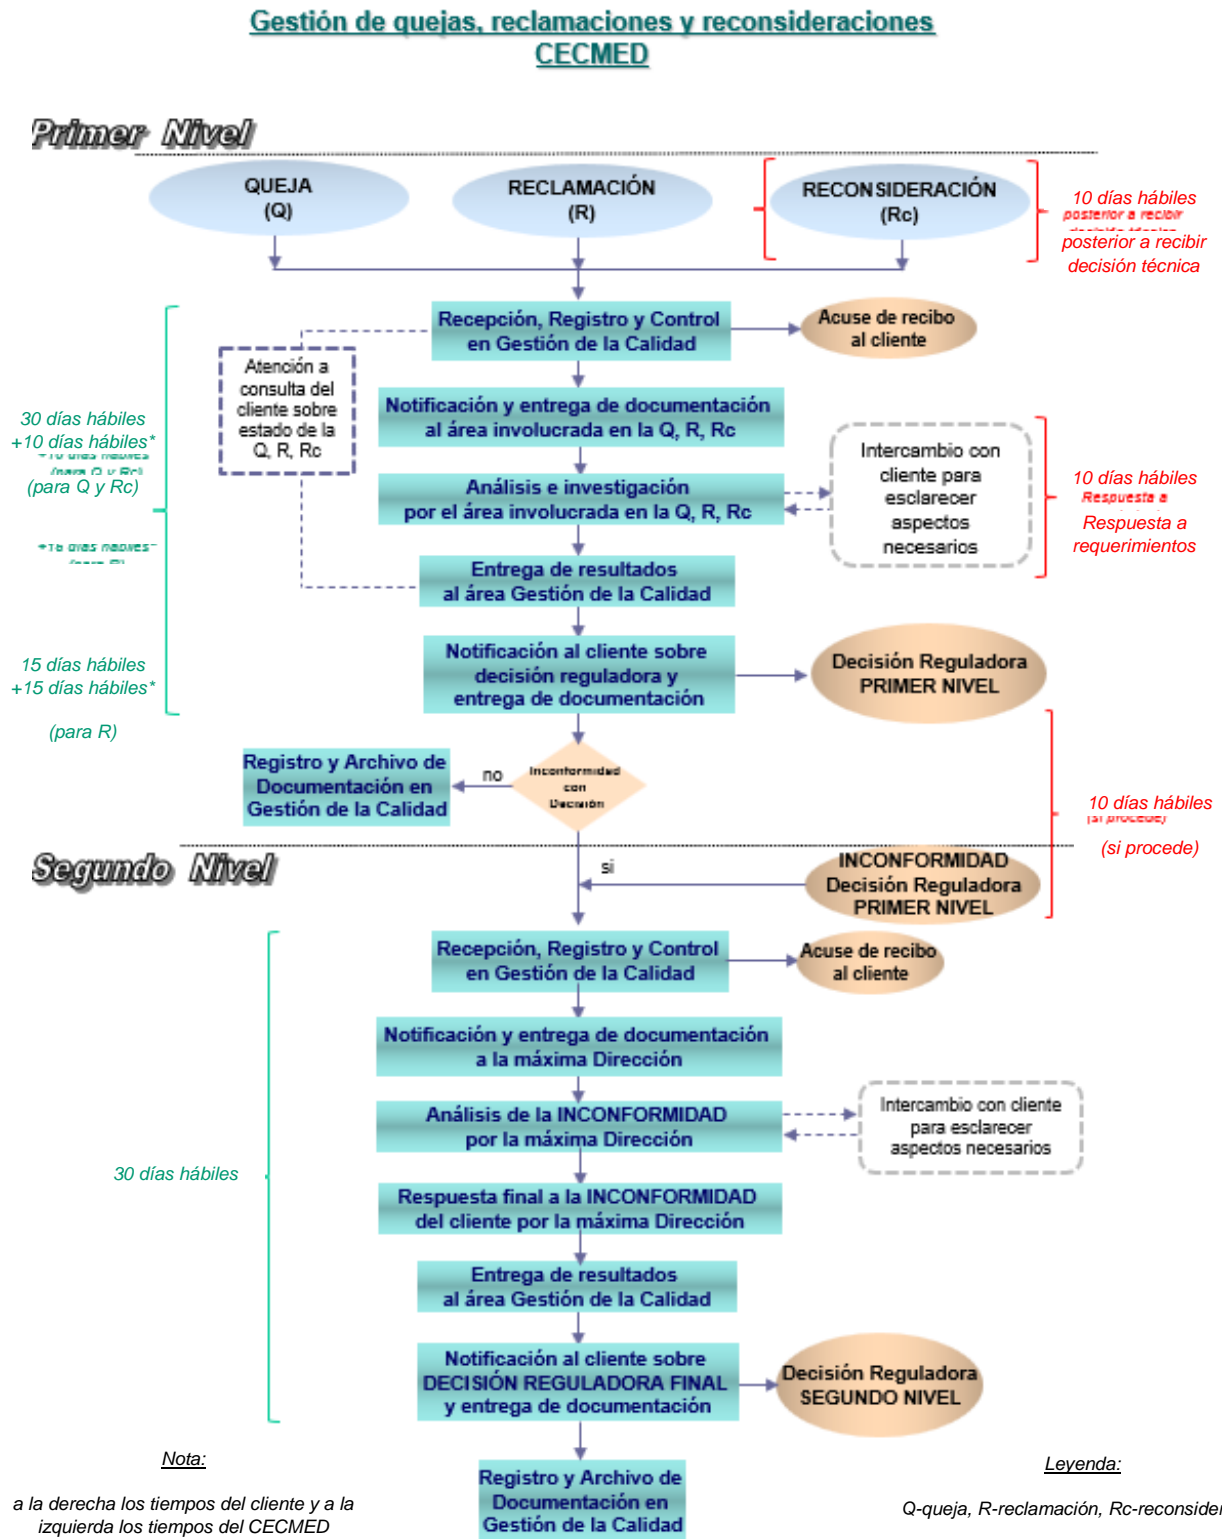 Gestión de quejas, reclamaciones y reconsideraciones
CECMED
Primer Nivel
QUEJA
(Q)
RECLAMACIÓN
(R)
RECONSIDERACIÓN
(Rc)
10 días hábiles
posterior a recibir
posterior a recibir
decisión técnica
Recepción, Registro y Control
en Gestión de la Calidad
Acuse de recibo
al cliente
Atención a
consulta del
cliente sobre
estado de la
Q, R, Rc
30 días hábiles
+10 días hábiles*
+10 días hábiles
(para Q y Rc)
(para Q y Rc)
Notificación y entrega de documentación
al área involucrada en la Q, R, Rc
Análisis e investigación
por el área involucrada en la Q, R, Rc
Intercambio con
cliente para
esclarecer
aspectos
necesarios
10 días hábiles
Respuesta a
Respuesta a
requerimientos
Entrega de resultados
al área Gestión de la Calidad
15 días hábiles
+15 días hábiles*
(para R)
Notificación al cliente sobre
decisión reguladora y
entrega de documentación
Decisión Reguladora
PRIMER NIVEL
Registro y Archivo de
Documentación en
Gestión de la Calidad
no
Inconformidad
con
Decisión
10 días hábiles
(si procede)
(si procede)
Segundo Nivel
si
INCONFORMIDAD
Decisión Reguladora
PRIMER NIVEL
Recepción, Registro y Control
en Gestión de la Calidad
Acuse de recibo
al cliente
Notificación y entrega de documentación
a la máxima Dirección
Análisis de la INCONFORMIDAD
por la máxima Dirección
Intercambio con cliente
para esclarecer
aspectos necesarios
30 días hábiles
Respuesta final a la INCONFORMIDAD
del cliente por la máxima Dirección
Entrega de resultados
al área Gestión de la Calidad
Notificación al cliente sobre
DECISIÓN REGULADORA FINAL
y entrega de documentación
Decisión Reguladora
SEGUNDO NIVEL
Registro y Archivo de
Documentación en
Gestión de la Calidad
Nota:
a la derecha los tiempos del cliente y a la
izquierda los tiempos del CECMED
Leyenda:
Q-queja, R-reclamación, Rc-reconsider